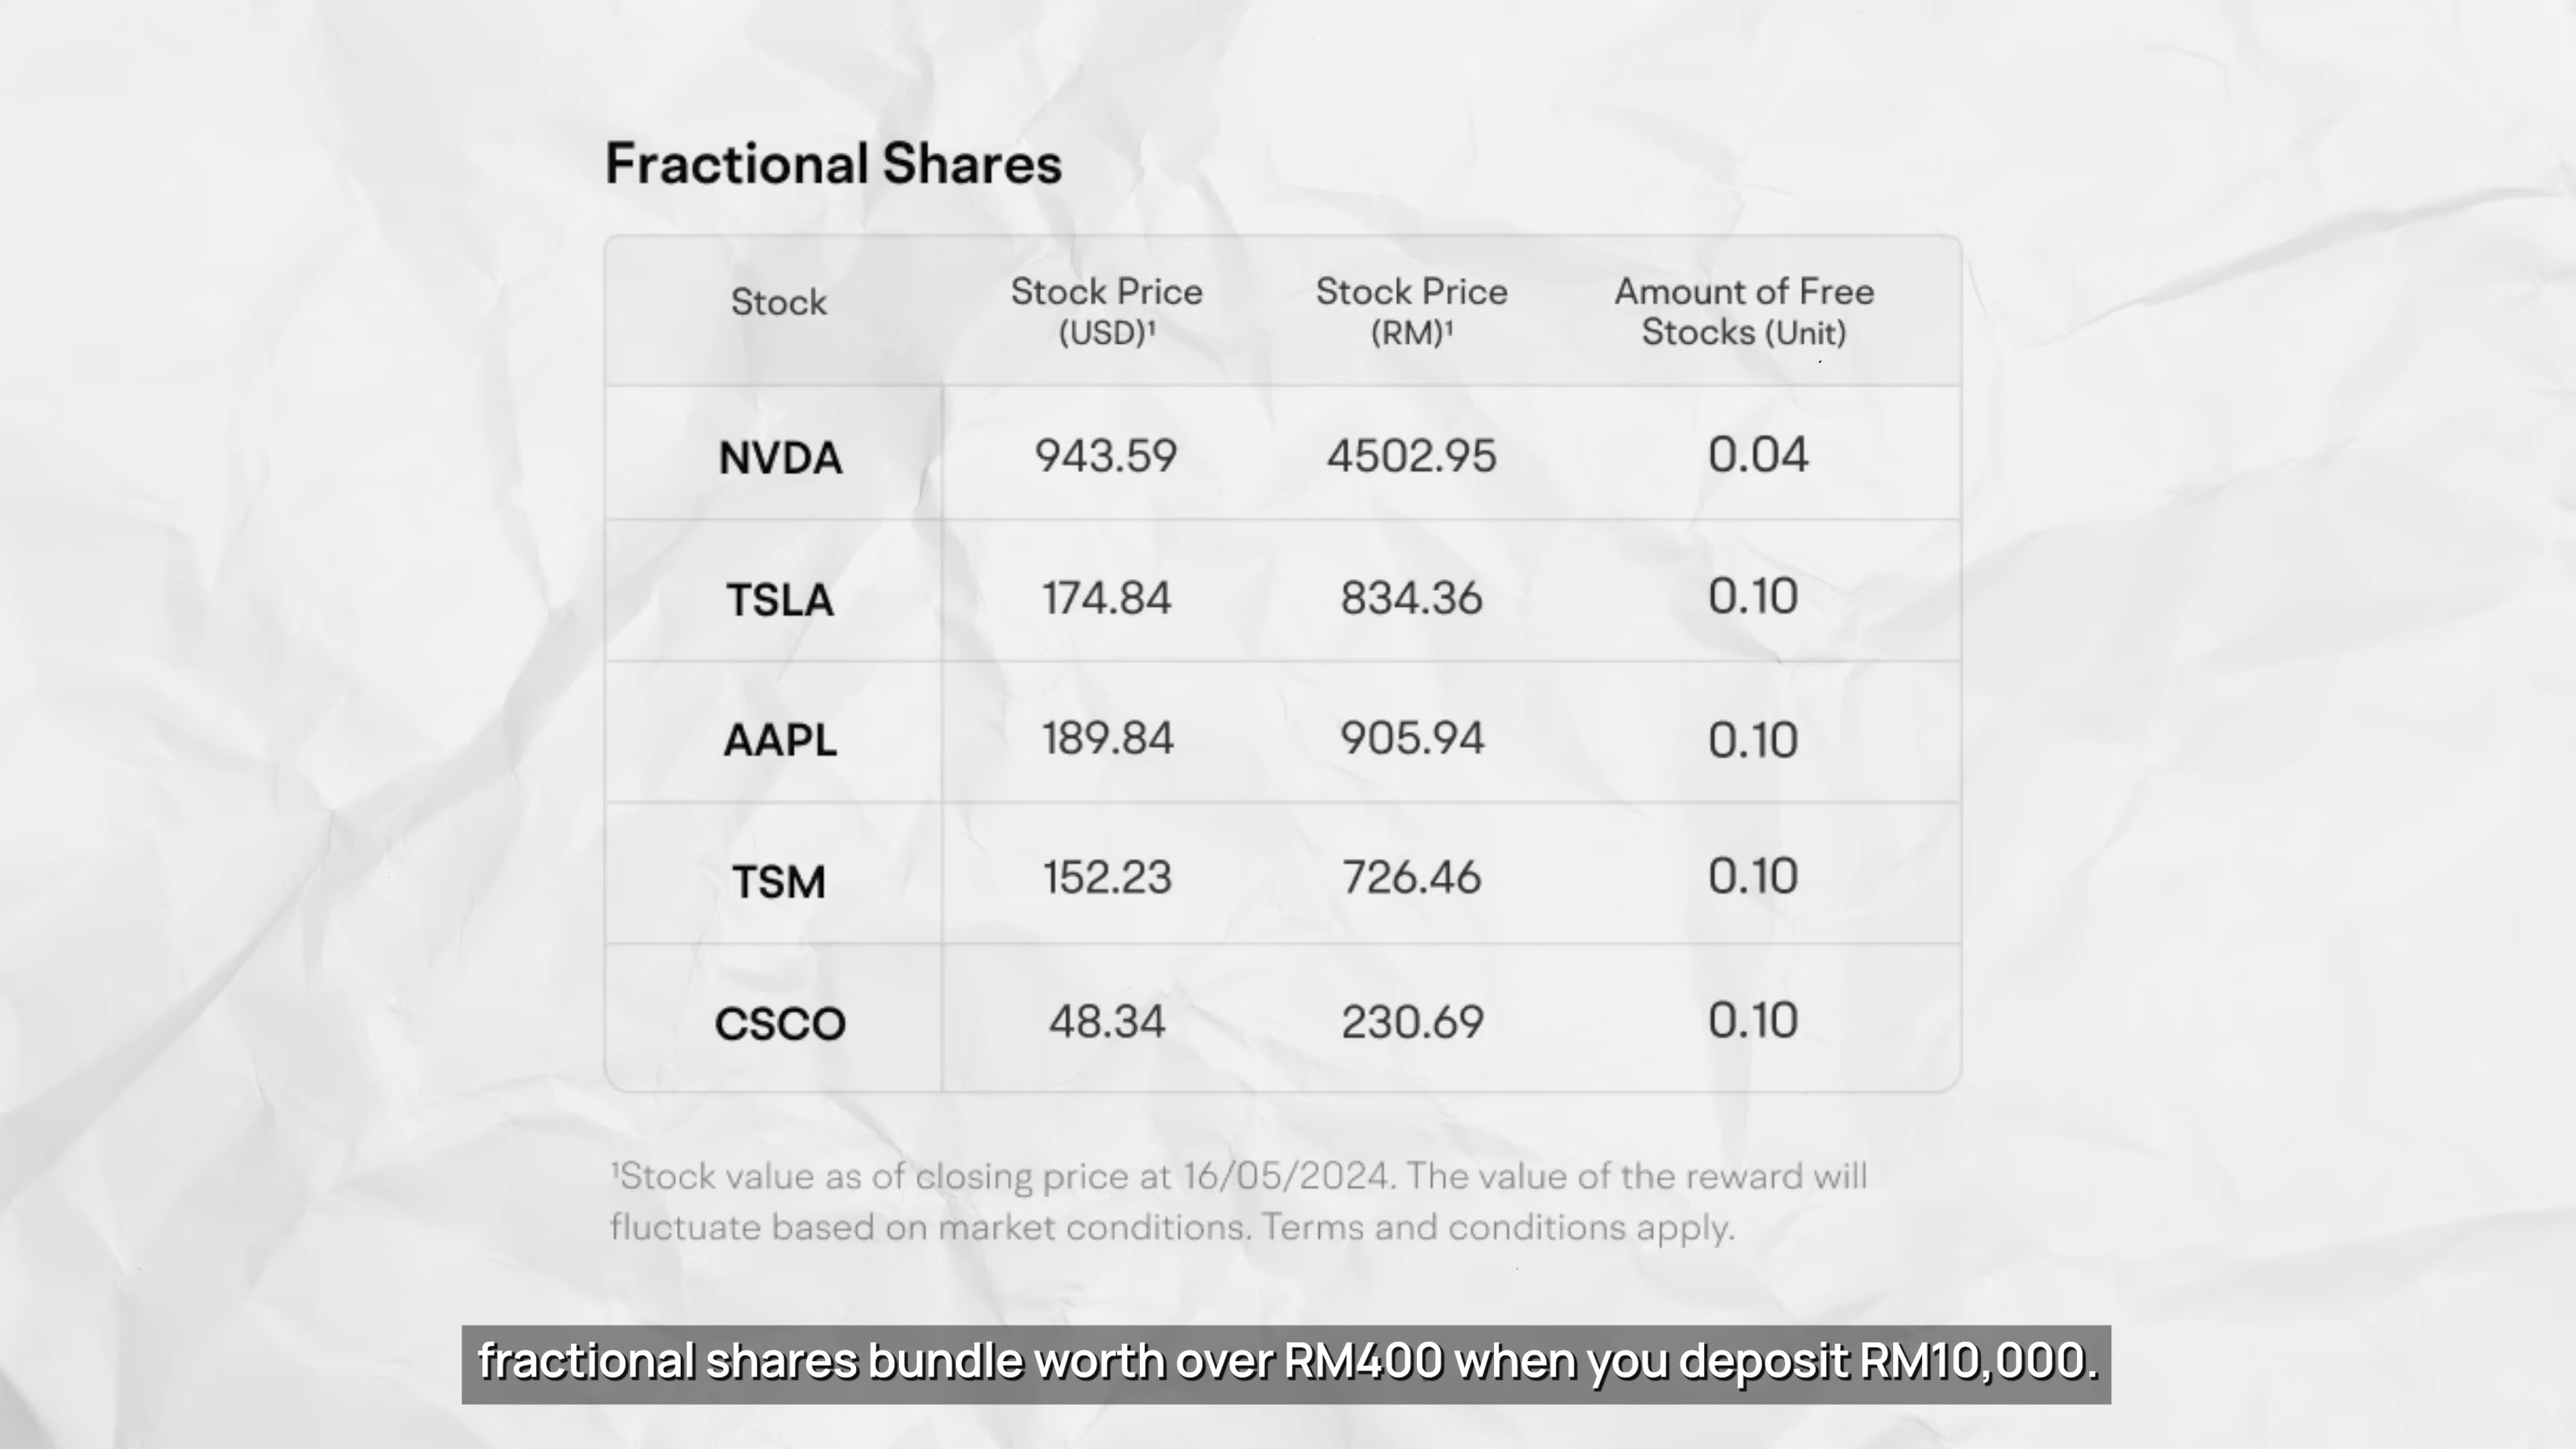 Fractional Shares
Stock
Stock Price
(USD)¹
Stock Price
(RM)¹
Amount of Free
Stocks (Unit)
NVDA 943.59 4502.95 0.04
TSLA 174.84 834.36 0.10
AAPL 189.84 905.94 0.10
TSM 152.23 726.46 0.10
CSCO 48.34 230.69 0.10
¹Stock value as of closing price at 16/05/2024. The value of the reward will
fluctuate based on market conditions. Terms and conditions apply.
fractional shares bundle worth over RM400 when you deposit RM10,000.